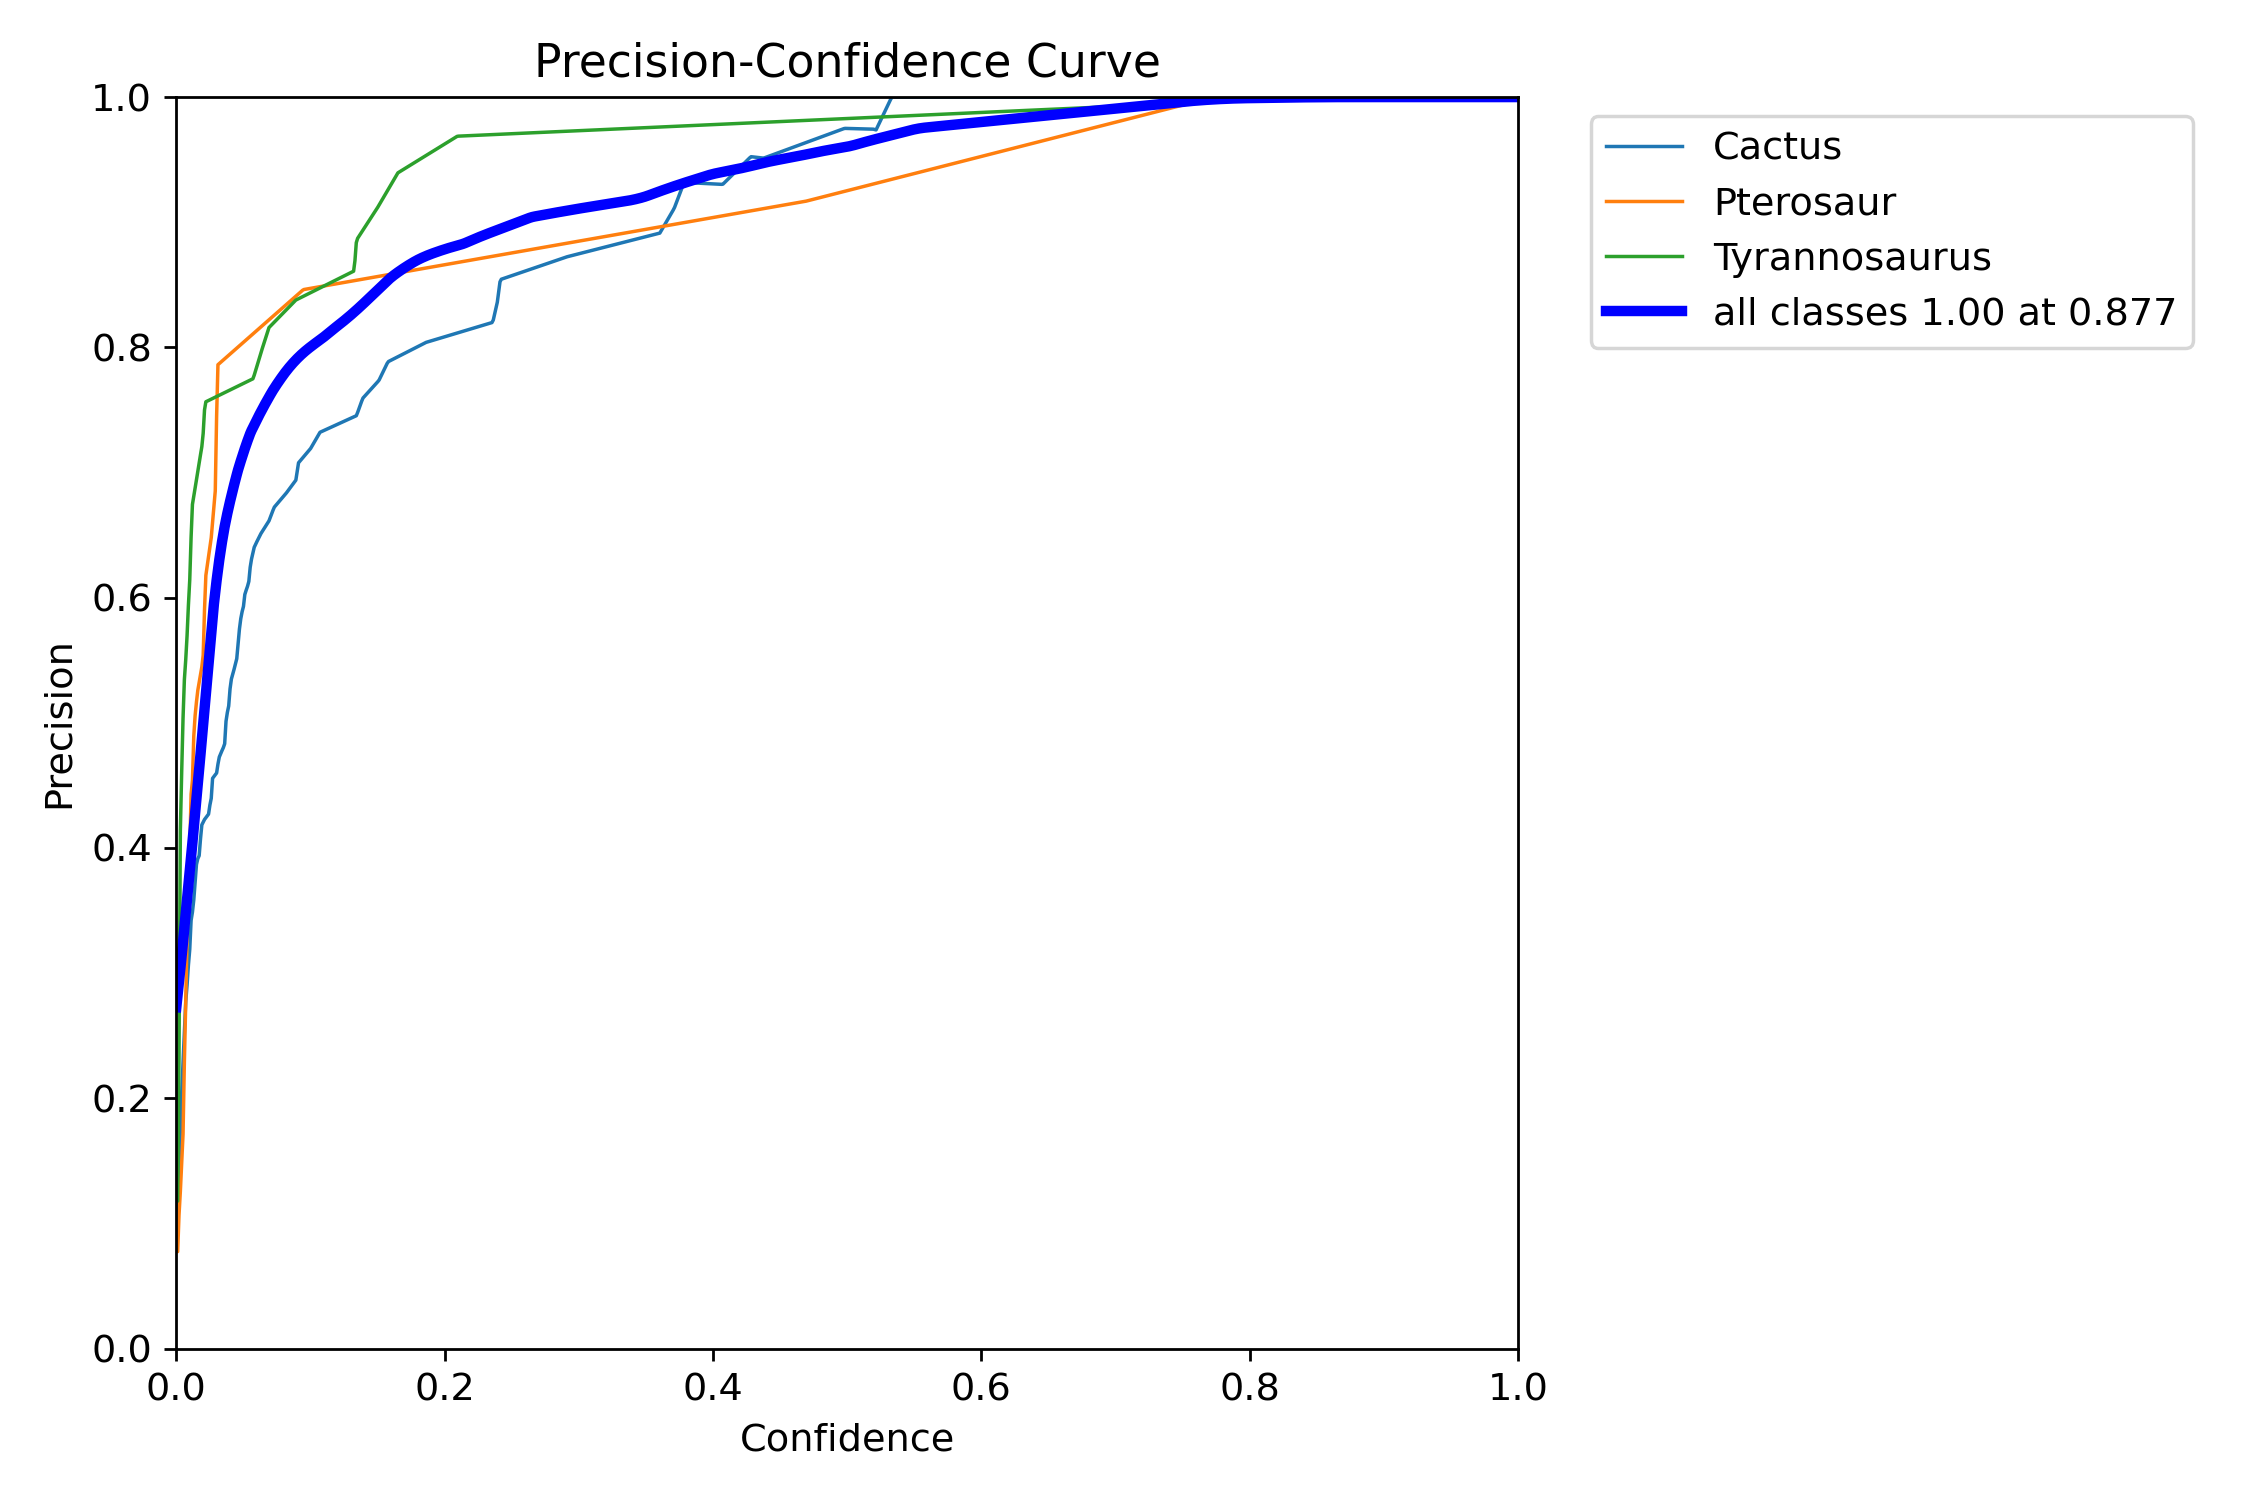 Precision-Confidence Curve
1.0
0.8
0.6
0.4
0.2
0.0
Precision
0.0 0.2 0.4 0.6 0.8 1.0
Confidence
Cactus
Pterosaur
Tyrannosaurus
all classes 1.00 at 0.877